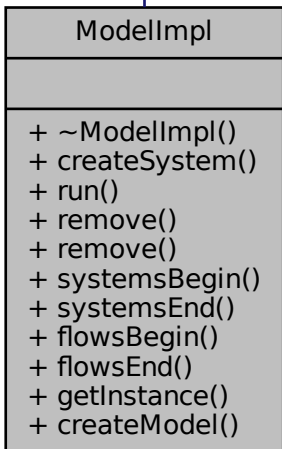 ModelImpl
+ ~ModelImpl()
+ createSystem()
+ run()
+ remove()
+ remove()
+ systemsBegin()
+ systemsEnd()
+ flowsBegin()
+ flowsEnd()
+ getInstance()
+ createModel()